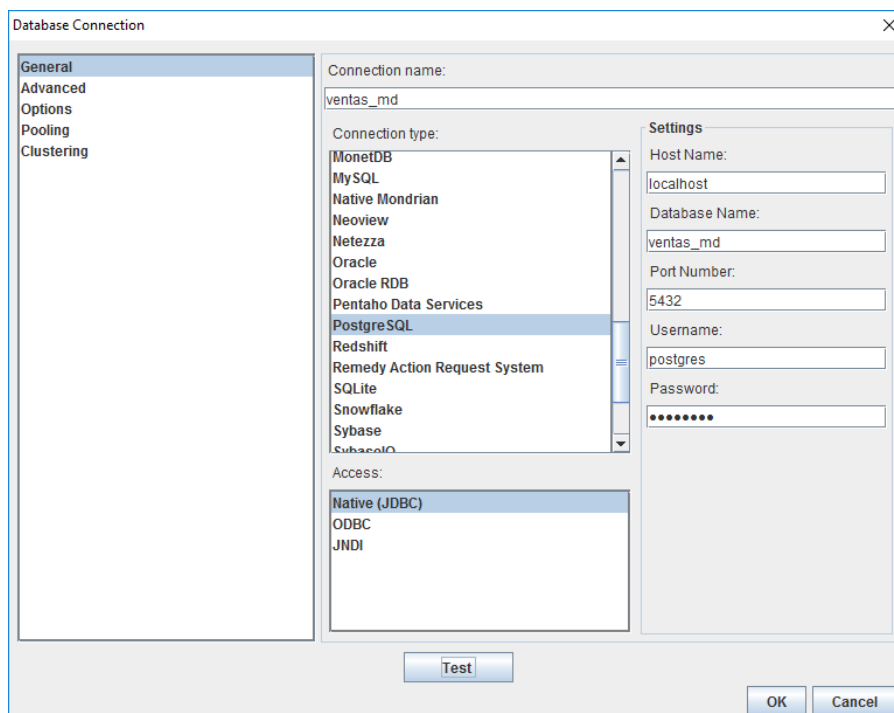 Database Connection
General
Advanced
Options
Pooling
Clustering
Connection name:
ventas_md
Connection type:
MonetDB
MySQL
Native Mondrian
Neoview
Netezza
Oracle
Oracle RDB
Pentaho Data Services
PostgreSQL
Redshift
Remedy Action Request System
SQLite
Snowflake
Sybase
SybaseIQ
Access:
Native (JDBC)
ODBC
JNDI
Settings
Host Name:
localhost
Database Name:
ventas_md
Port Number:
5432
Username:
postgres
Password:
••••••••
Test
OK
Cancel